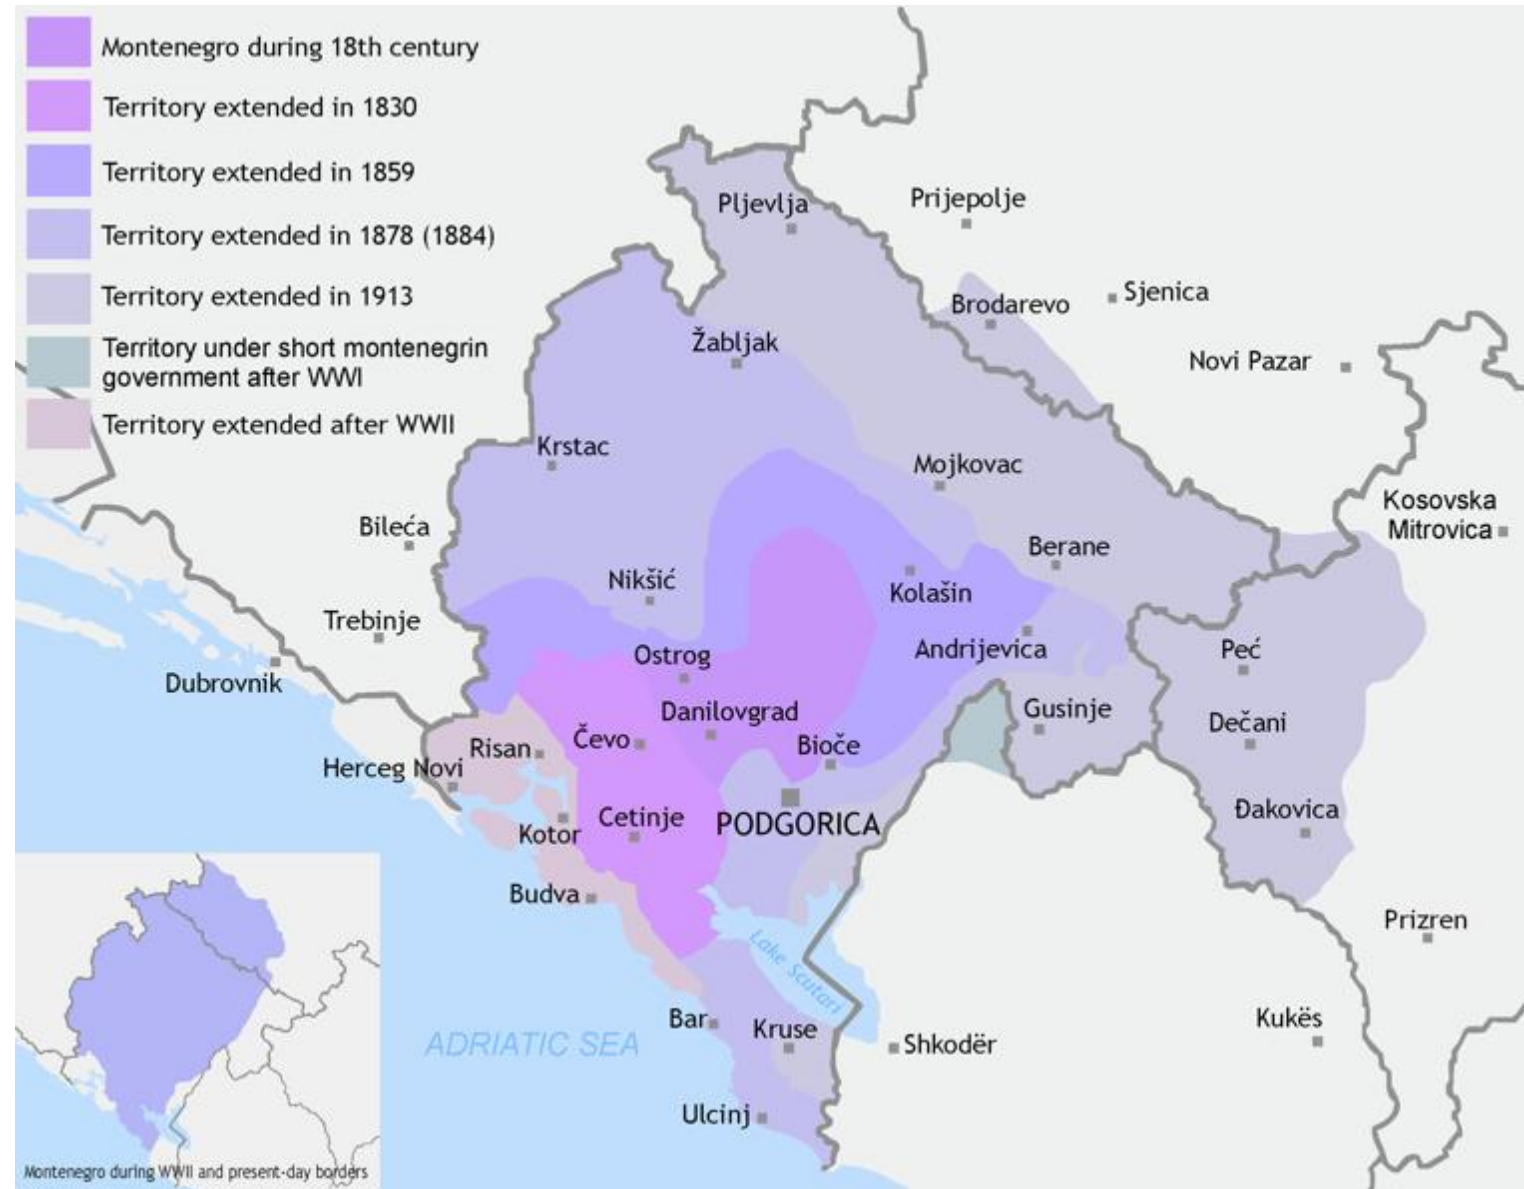 Montenegro during 18th century
Territory extended in 1830
Territory extended in 1859
Territory extended in 1878 (1884)
Territory extended in 1913
Territory under short montenegrin
government after WWI
Territory extended after WWII
Pljevlja
Prijepolje
Sjenica
Brodarevo
Žabljak
Novi Pazar
Krstac
Mojkovac
Kosovska
Mitrovica
Bileća
Berane
Nikšić
Kolašin
Trebinje
Andrijevica
Peć
Ostrog
Dubrovnik
Danilovgrad
Gusinje
Dečani
Čevo
Risan
Bioče
Herceg Novi
Đakovica
Cetinje
PODGORICA
Kotor
Budva
Prizren
Lake Scutari
Bar
Kruse
Kukës
ADRIATIC SEA
Shkodër
Ulcinj
Montenegro during WWII and present-day borders